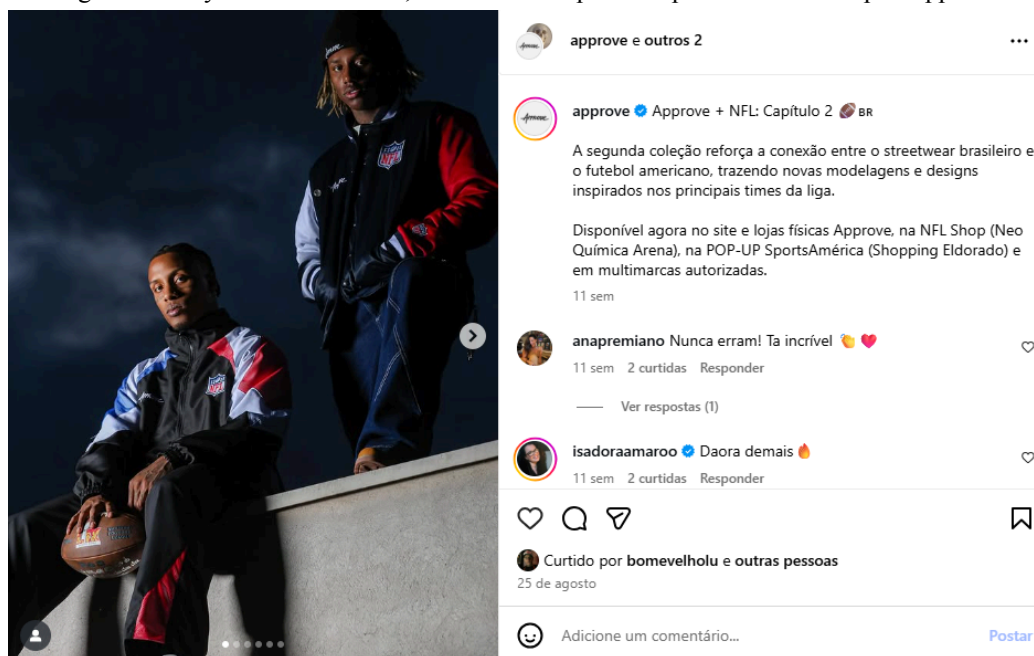 approve e outros 2
approve Approve + NFL: Capítulo 2 🏈 BR
A segunda coleção reforça a conexão entre o streetwear brasileiro e
o futebol americano, trazendo novas modelagens e designs
inspirados nos principais times da liga.
Disponível agora no site e lojas físicas Approve, na NFL Shop (Neo
Química Arena), na POP-UP SportsAmérica (Shopping Eldorado) e
em multimarcas autorizadas.
11 sem
anapremiano Nunca erram! Ta incrível 👏 ❤️
11 sem 2 curtidas Responder
Ver respostas (1)
isadoraamaroo Daora demais 🔥
11 sem 2 curtidas Responder
Curtido por bomevelholu e outras pessoas
25 de agosto
Adicione um comentário...
Postar
NFL
NFL